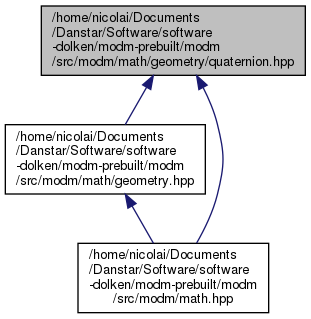 /home/nicolai/Documents
/Danstar/Software/software
-dolken/modm-prebuilt/modm
/src/modm/math/geometry/quaternion.hpp
/home/nicolai/Documents
/Danstar/Software/software
-dolken/modm-prebuilt/modm
/src/modm/math/geometry.hpp
/home/nicolai/Documents
/Danstar/Software/software
-dolken/modm-prebuilt/modm
/src/modm/math.hpp